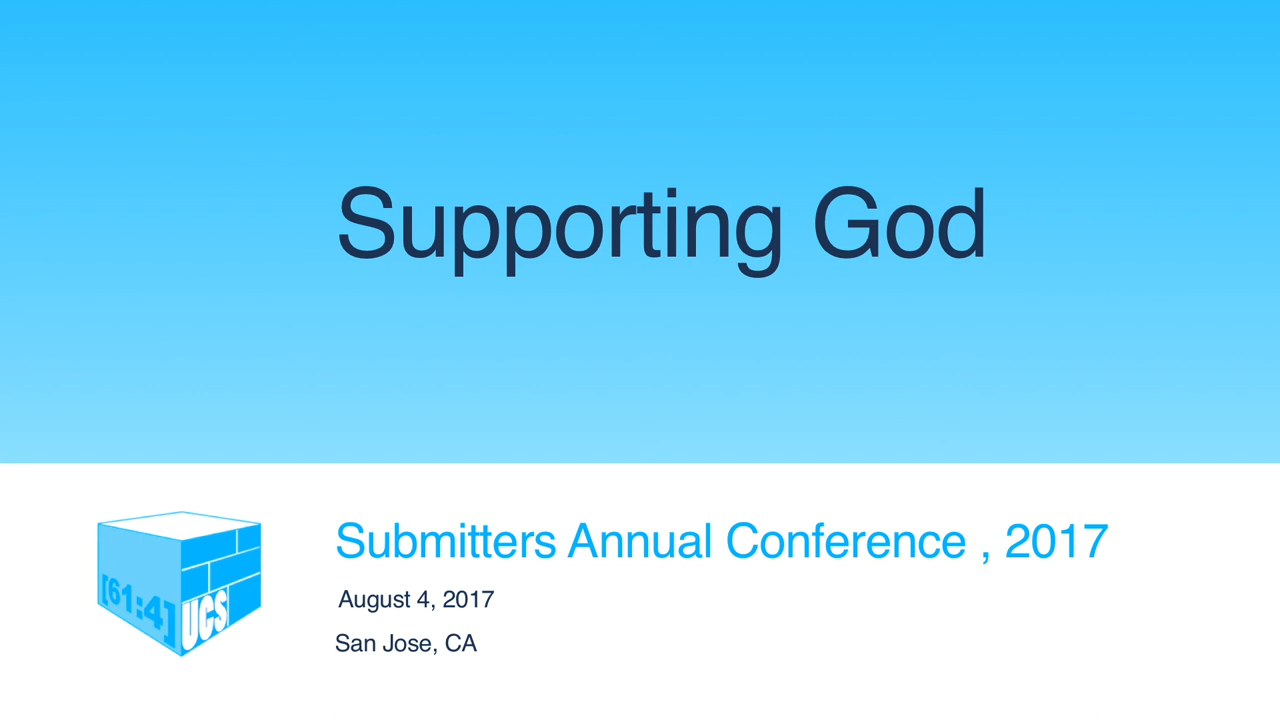 Supporting God
Submitters Annual Conference , 2017
August 4, 2017
San Jose, CA
[61:4]
UCS